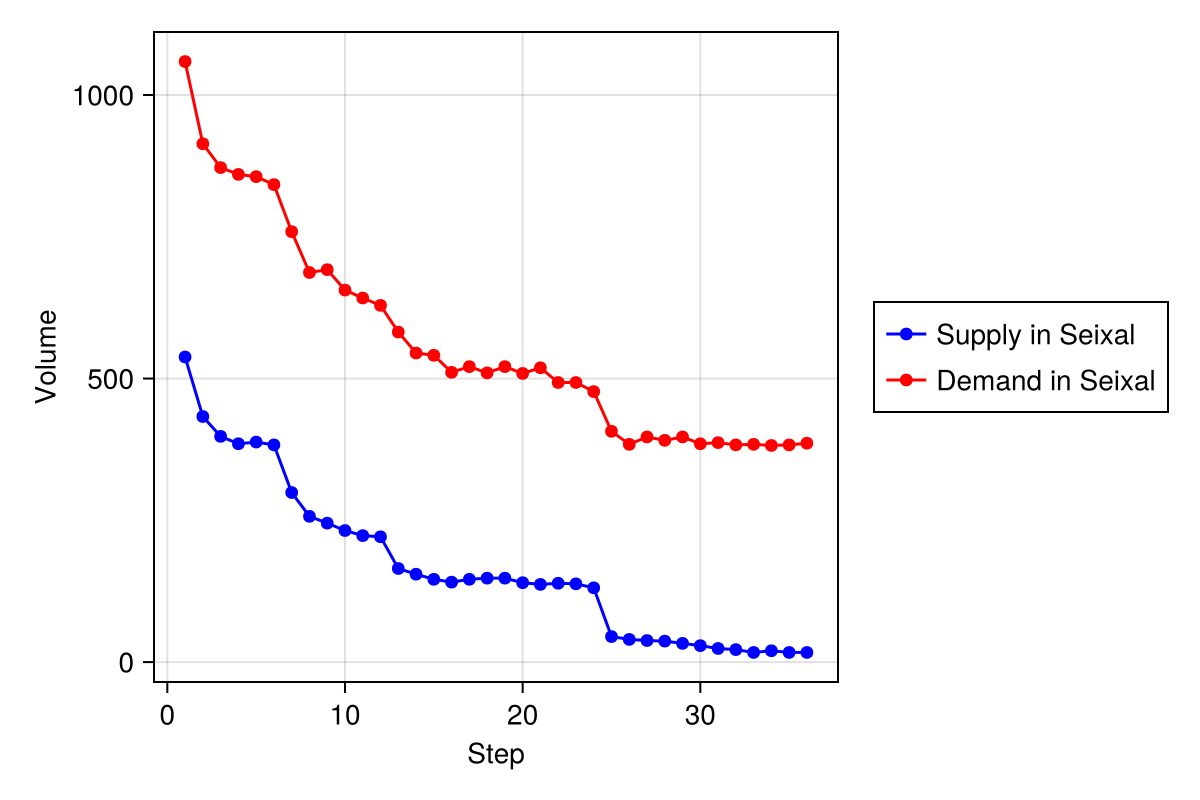 1000
500
0
Volume
0 10 20 30
Step
Supply in Seixal
Demand in Seixal